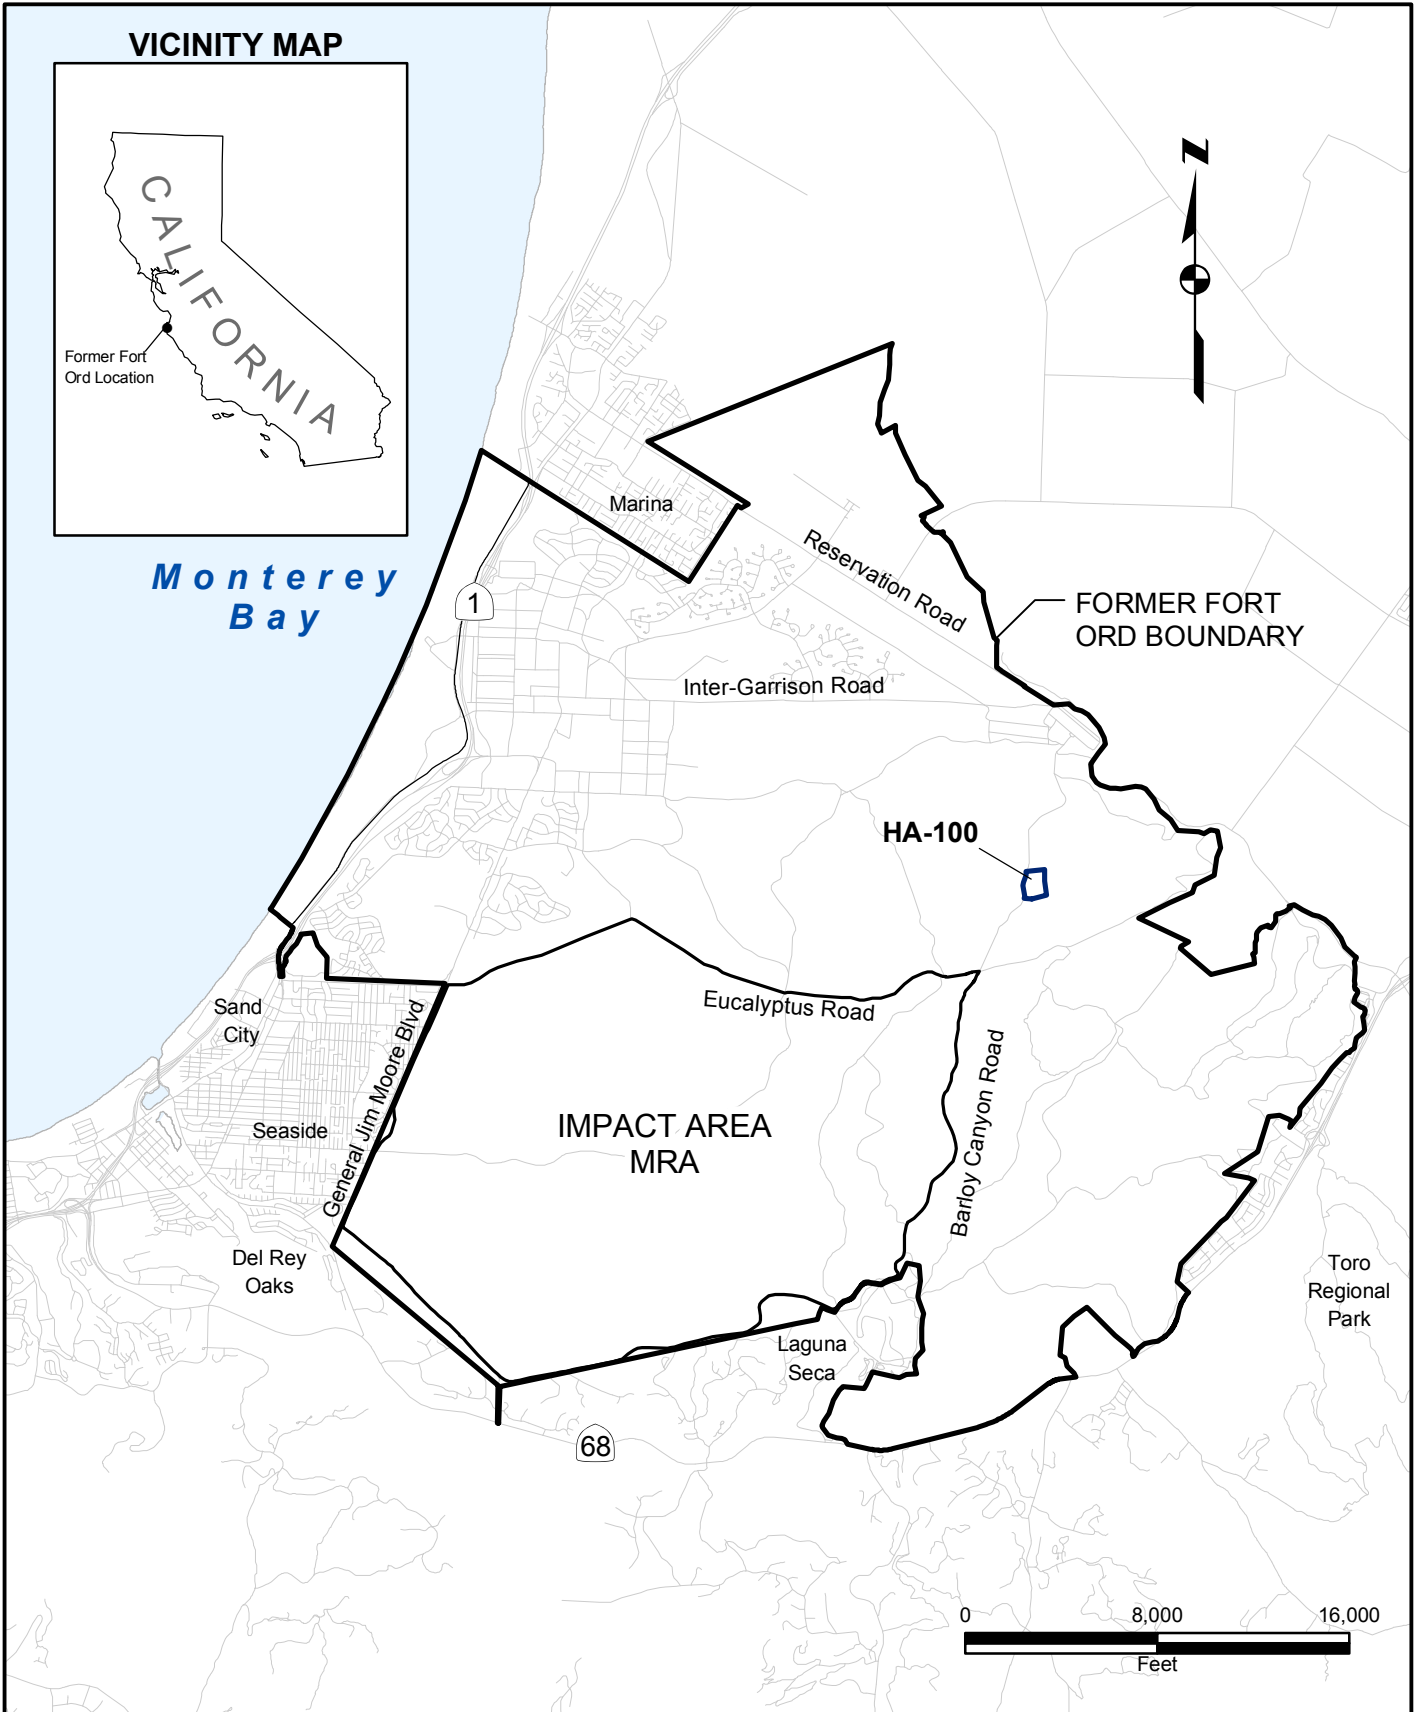 VICINITY MAP
CALIFORNIA
Former Fort
Ord Location
N
Monterey
Bay
Marina
1
Reservation Road
FORMER FORT
ORD BOUNDARY
Inter-Garrison Road
HA-100
Sand
City
Eucalyptus Road
General Jim Moore Blvd
Barloy Canyon Road
IMPACT AREA
MRA
Seaside
Del Rey
Oaks
Toro
Regional
Park
Laguna
Seca
68
0 8,000 16,000
Feet